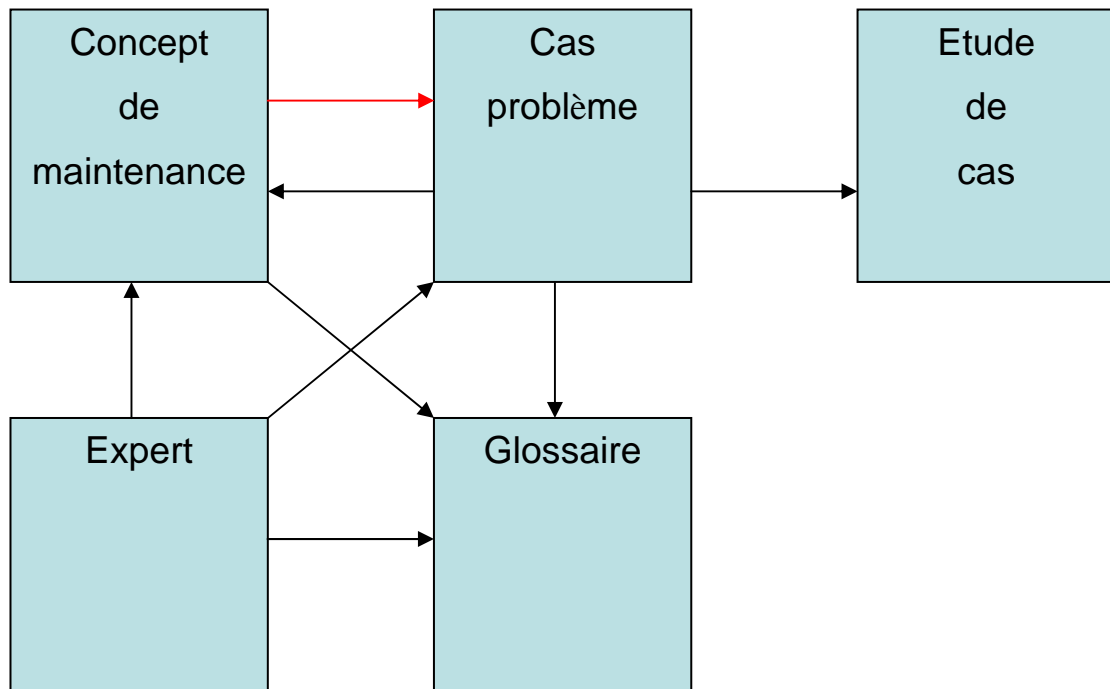 Concept
de
maintenance
Cas
problème
Etude
de
cas
Expert
Glossaire